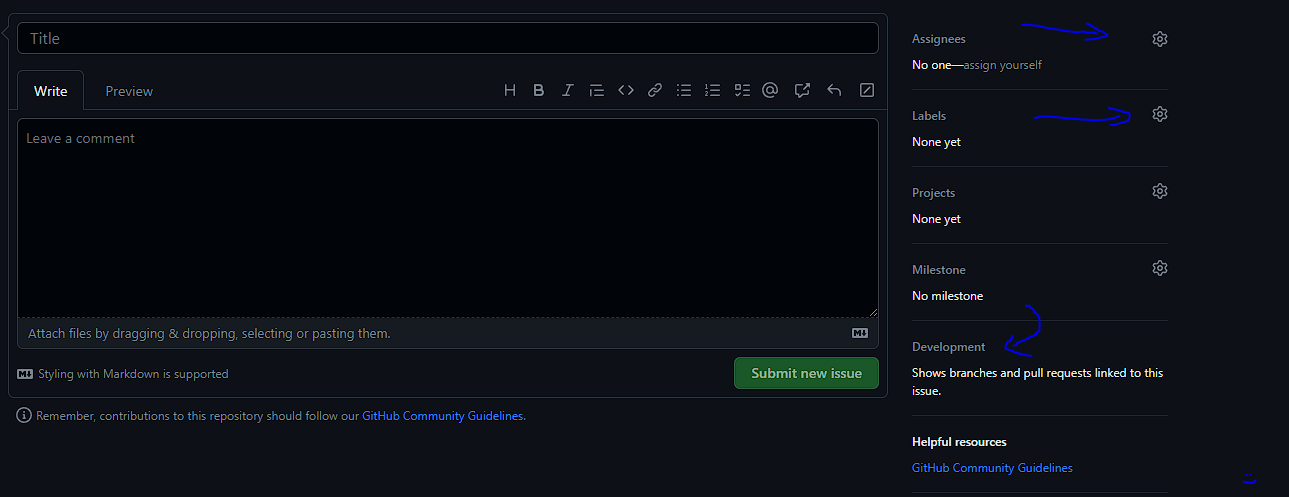 Title
Write
Preview
Leave a comment
Attach files by dragging & dropping, selecting or pasting them.
Styling with Markdown is supported
Submit new issue
Remember, contributions to this repository should follow our GitHub Community Guidelines.
Assignees
No one—assign yourself
Labels
None yet
Projects
None yet
Milestone
No milestone
Development
Shows branches and pull requests linked to this
issue.
Helpful resources
GitHub Community Guidelines